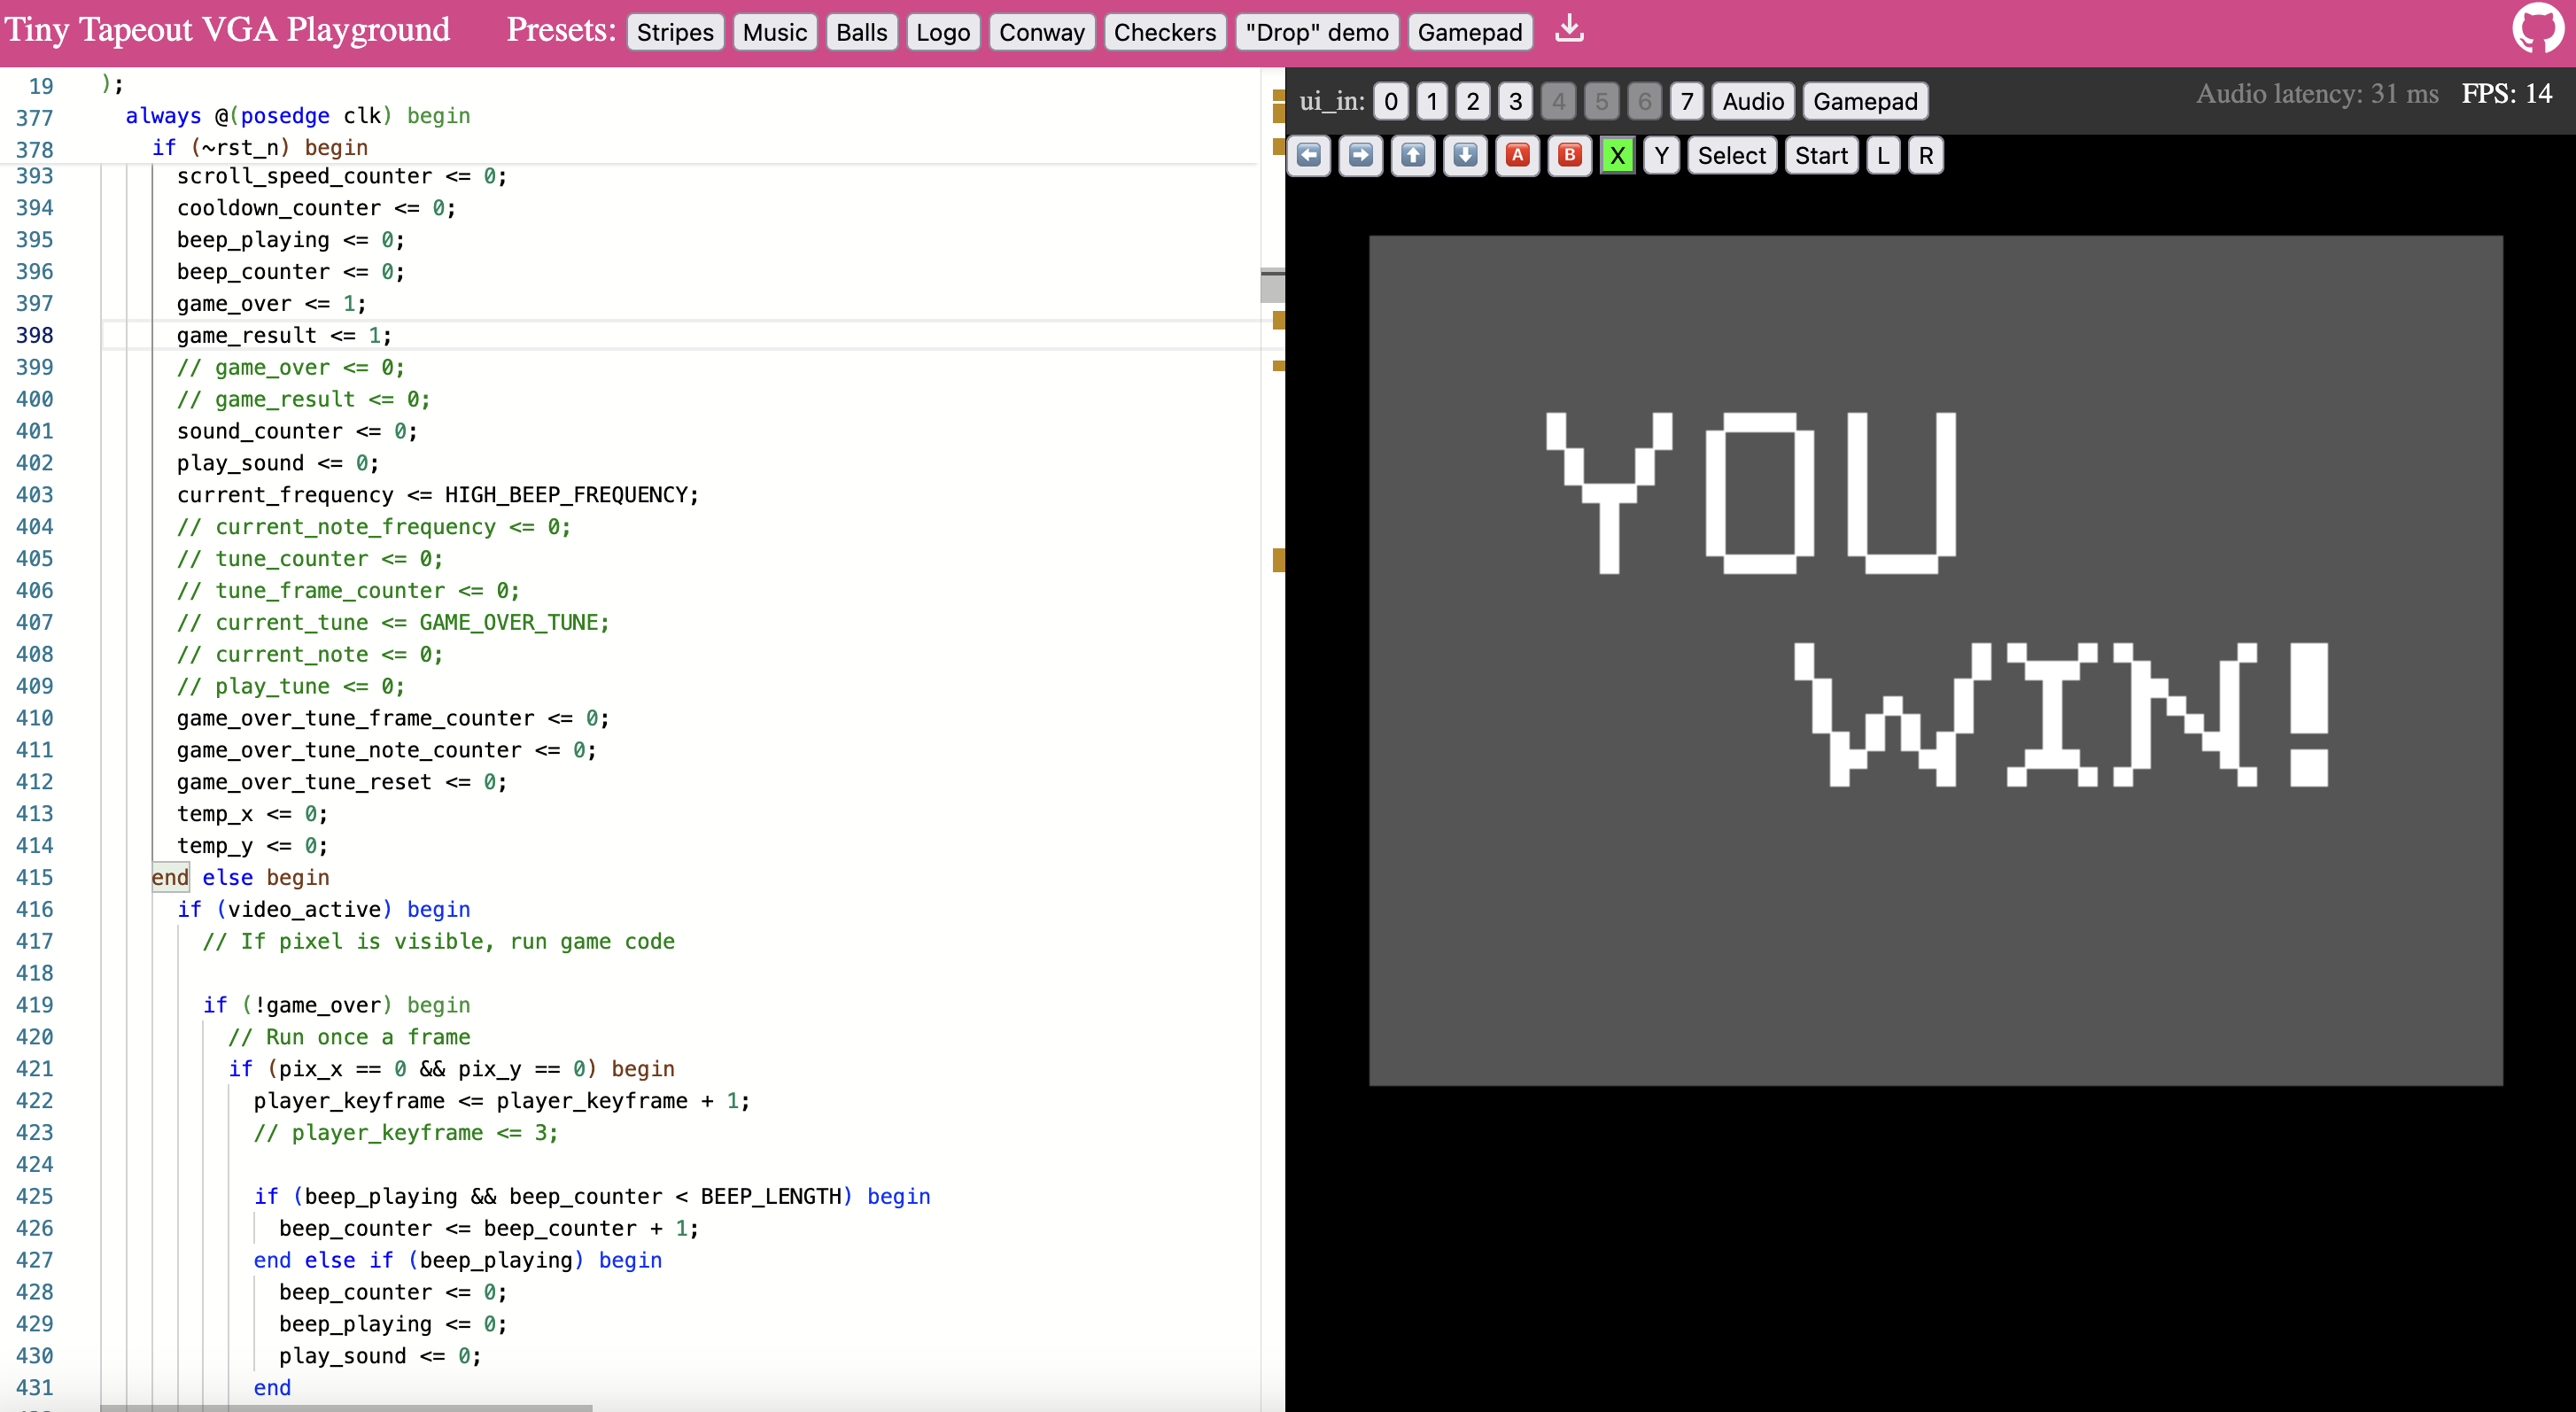 Tiny Tapeout VGA Playground Presets: Stripes Music Balls Logo Conway Checkers "Drop" demo Gamepad
19 );
377 always @(posedge clk) begin
378 if (~rst_n) begin
393 scroll_speed_counter <= 0;
394 cooldown_counter <= 0;
395 beep_playing <= 0;
396 beep_counter <= 0;
397 game_over <= 1;
398 game_result <= 1;
399 // game_over <= 0;
400 // game_result <= 0;
401 sound_counter <= 0;
402 play_sound <= 0;
403 current_frequency <= HIGH_BEEP_FREQUENCY;
404 // current_note_frequency <= 0;
405 // tune_counter <= 0;
406 // tune_frame_counter <= 0;
407 // current_tune <= GAME_OVER_TUNE;
408 // current_note <= 0;
409 // play_tune <= 0;
410 game_over_tune_frame_counter <= 0;
411 game_over_tune_note_counter <= 0;
412 game_over_tune_reset <= 0;
413 temp_x <= 0;
414 temp_y <= 0;
415 end else begin
416 if (video_active) begin
417 // If pixel is visible, run game code
418
419 if (!game_over) begin
420 // Run once a frame
421 if (pix_x == 0 && pix_y == 0) begin
422 player_keyframe <= player_keyframe + 1;
423 // player_keyframe <= 3;
424
425 if (beep_playing && beep_counter < BEEP_LENGTH) begin
426 beep_counter <= beep_counter + 1;
427 end else if (beep_playing) begin
428 beep_counter <= 0;
429 beep_playing <= 0;
430 play_sound <= 0;
431 end
ui_in: 0 1 2 3 4 5 6 7 Audio Gamepad Audio latency: 31 ms FPS: 14
A B X Y Select Start L R
YOU
WIN!